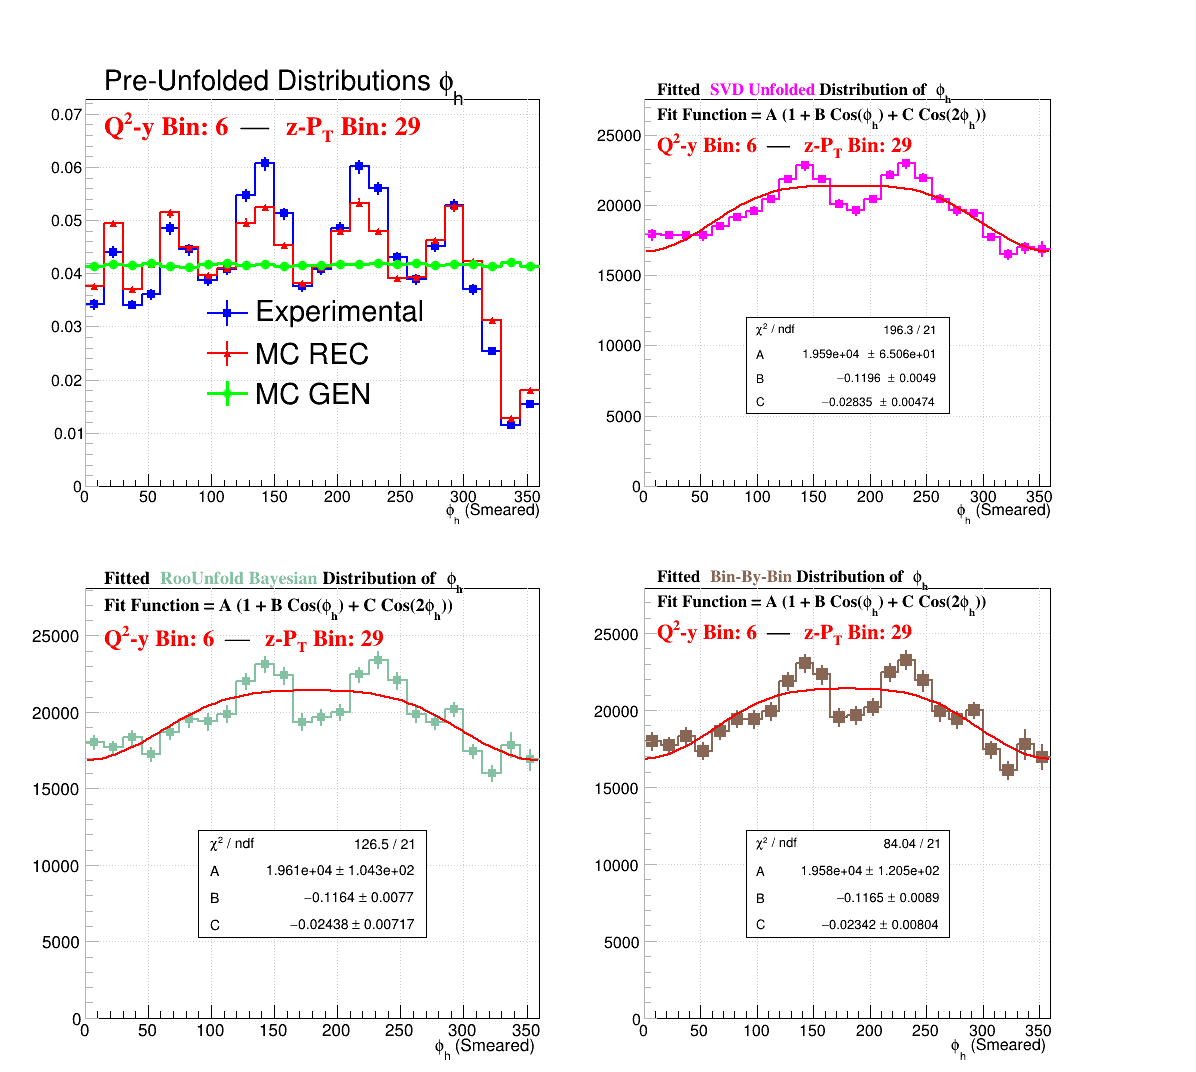 Pre-Unfolded Distributions ϕh
Q²-y Bin: 6 — z-PT Bin: 29
0.07
0.06
0.05
0.04
0.03
0.02
0.01
0
Experimental
MC REC
MC GEN
0 50 100 150 200 250 300 350
ϕh (Smeared)
Fitted SVD Unfolded Distribution of ϕh
Fit Function = A (1 + B Cos(ϕh) + C Cos(2ϕh))
Q²-y Bin: 6 — z-PT Bin: 29
25000
20000
15000
10000
5000
0
χ² / ndf 196.3 / 21
A 1.959e+04 ± 6.506e+01
B −0.1196 ± 0.0049
C −0.02835 ± 0.00474
0 50 100 150 200 250 300 350
ϕh (Smeared)
Fitted RooUnfold Bayesian Distribution of ϕh
Fit Function = A (1 + B Cos(ϕh) + C Cos(2ϕh))
Q²-y Bin: 6 — z-PT Bin: 29
25000
20000
15000
10000
5000
0
χ² / ndf 126.5 / 21
A 1.961e+04 ± 1.043e+02
B −0.1164 ± 0.0077
C −0.02438 ± 0.00717
0 50 100 150 200 250 300 350
ϕh (Smeared)
Fitted Bin-By-Bin Distribution of ϕh
Fit Function = A (1 + B Cos(ϕh) + C Cos(2ϕh))
Q²-y Bin: 6 — z-PT Bin: 29
25000
20000
15000
10000
5000
0
χ² / ndf 84.04 / 21
A 1.958e+04 ± 1.205e+02
B −0.1165 ± 0.0089
C −0.02342 ± 0.00804
0 50 100 150 200 250 300 350
ϕh (Smeared)